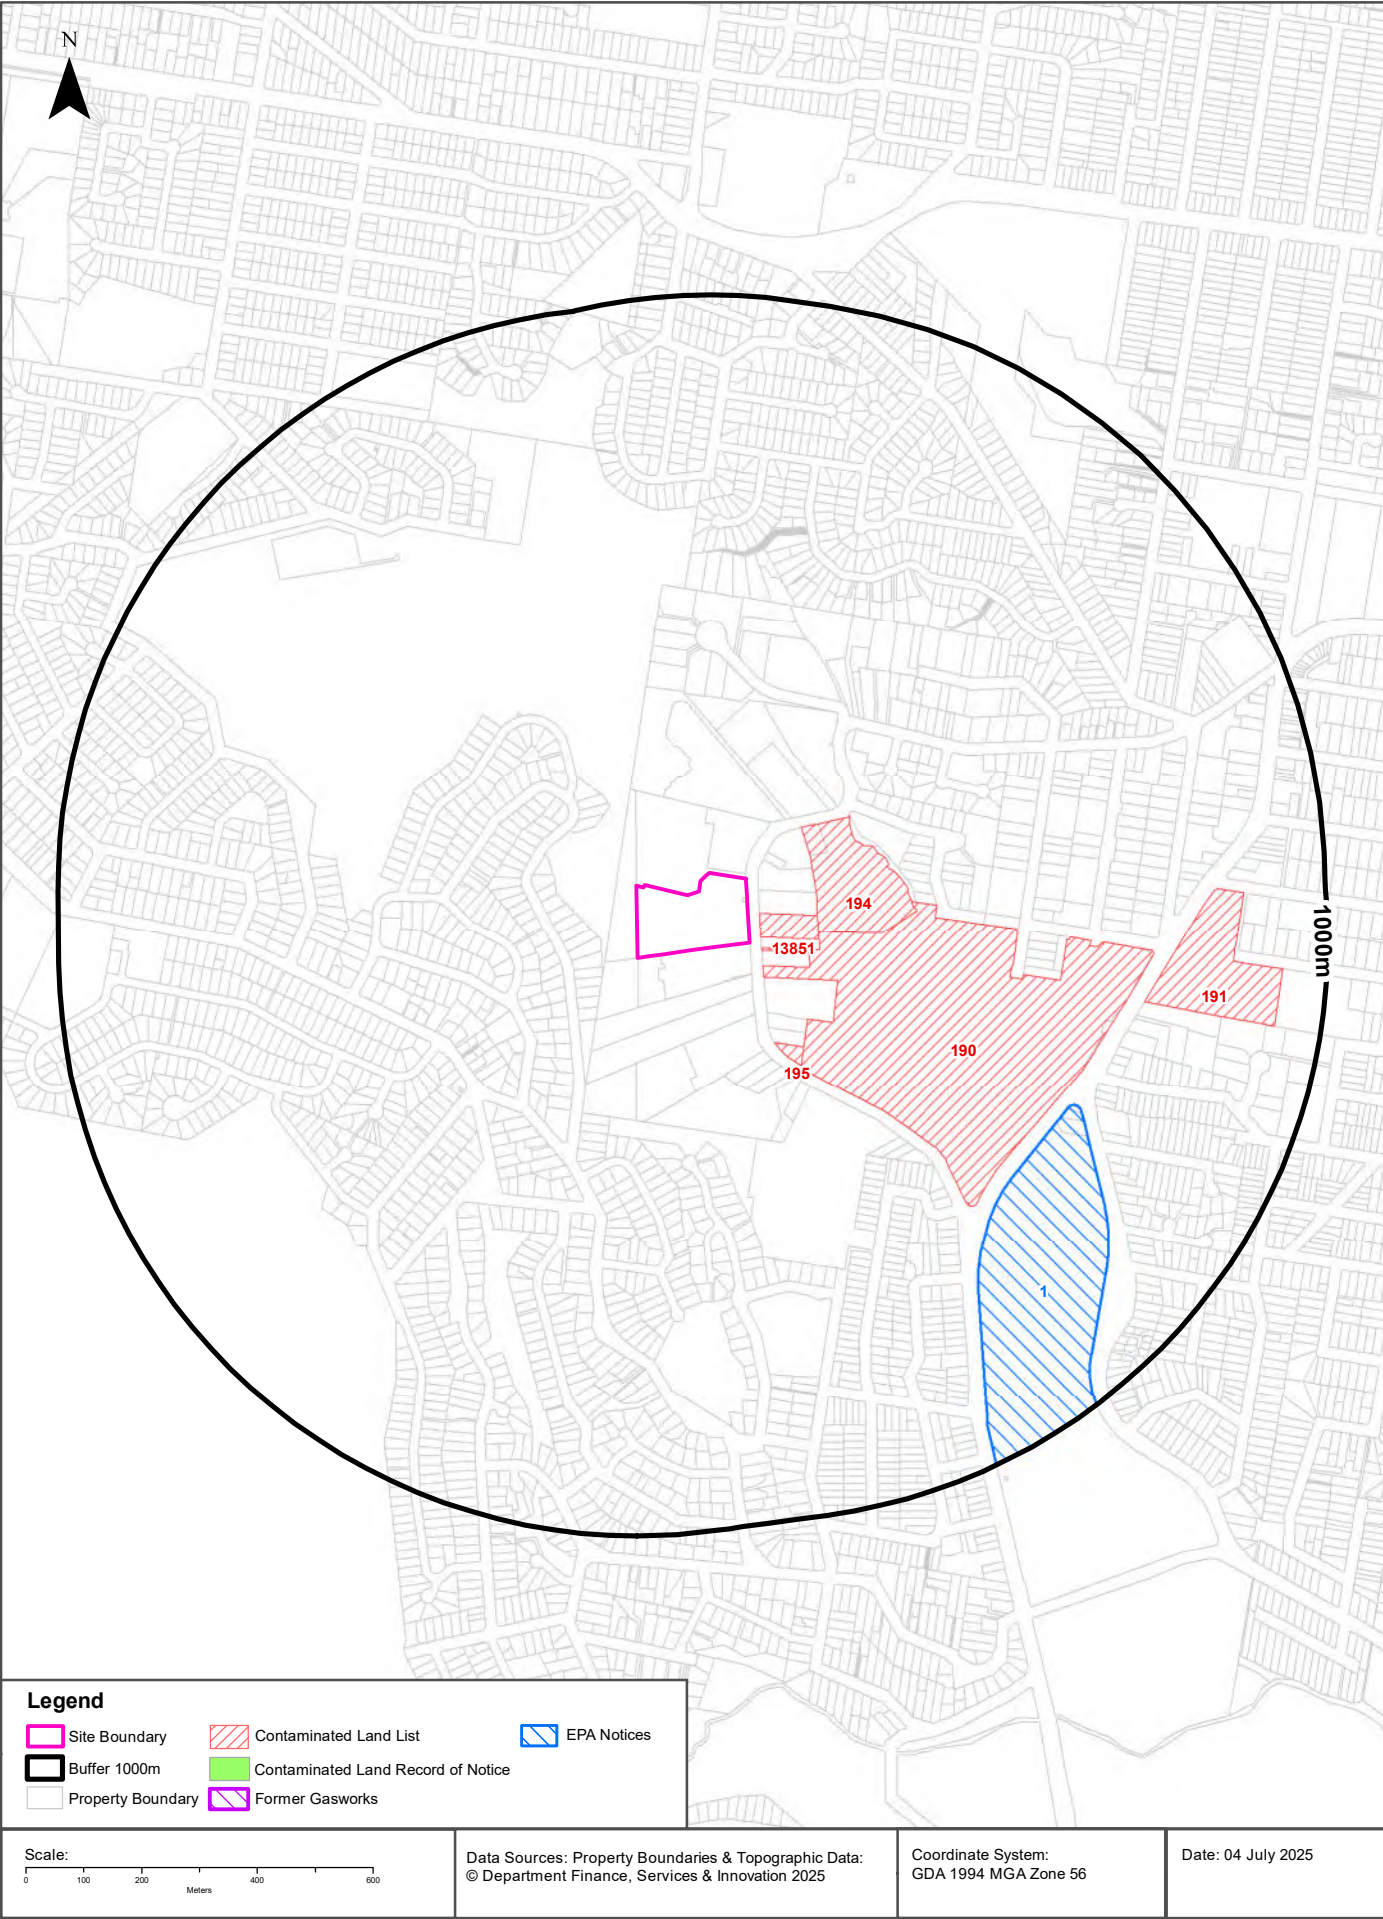 N
194
13851
1000m
191
190
195
1
Legend
Site Boundary
Contaminated Land List
EPA Notices
Buffer 1000m
Contaminated Land Record of Notice
Property Boundary
Former Gasworks
Scale:
0 100 200 400 600
Meters
Data Sources: Property Boundaries & Topographic Data:
© Department Finance, Services & Innovation 2025
Coordinate System:
GDA 1994 MGA Zone 56
Date: 04 July 2025